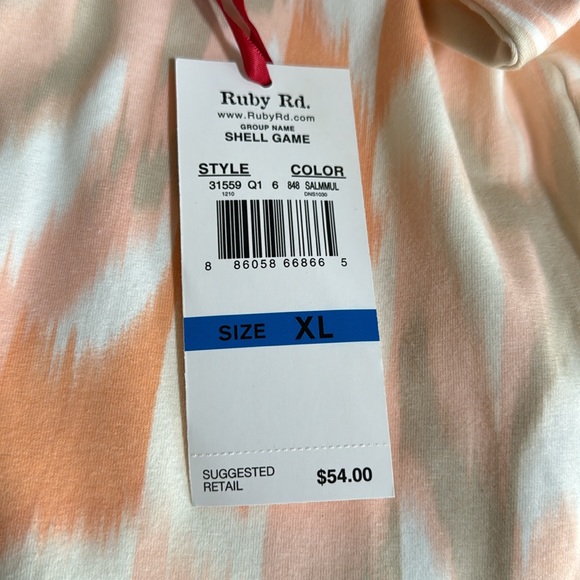 Ruby Rd.
www.RubyRd.com
GROUP NAME
SHELL GAME
STYLE COLOR
31559 Q1 6 848 SALMMUL
1210 DNS1030
8 86058 66866 5
SIZE XL
SUGGESTED
RETAIL $54.00